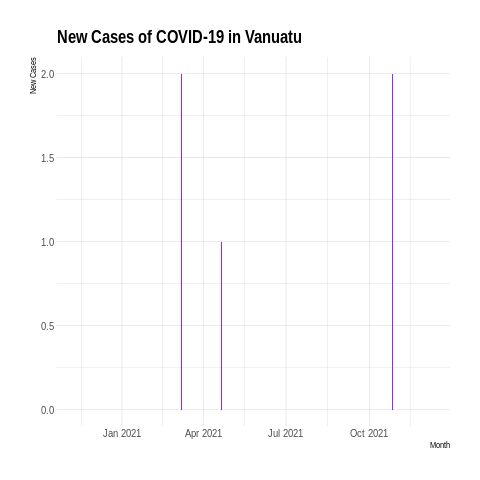 New Cases of COVID-19 in Vanuatu
New Cases
2.0
1.5
1.0
0.5
0.0
Jan 2021
Apr 2021
Jul 2021
Oct 2021
Month